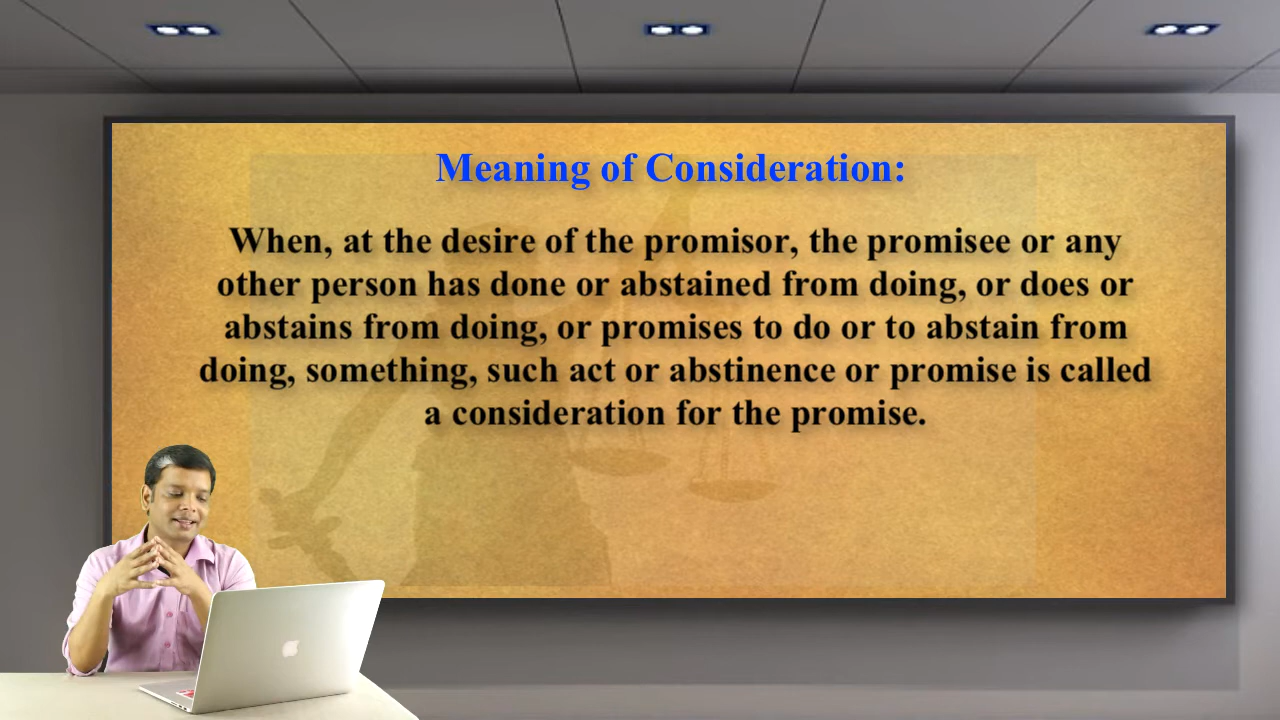 Meaning of Consideration:
When, at the desire of the promisor, the promisee or any
other person has done or abstained from doing, or does or
abstains from doing, or promises to do or to abstain from
doing, something, such act or abstinence or promise is called
a consideration for the promise.